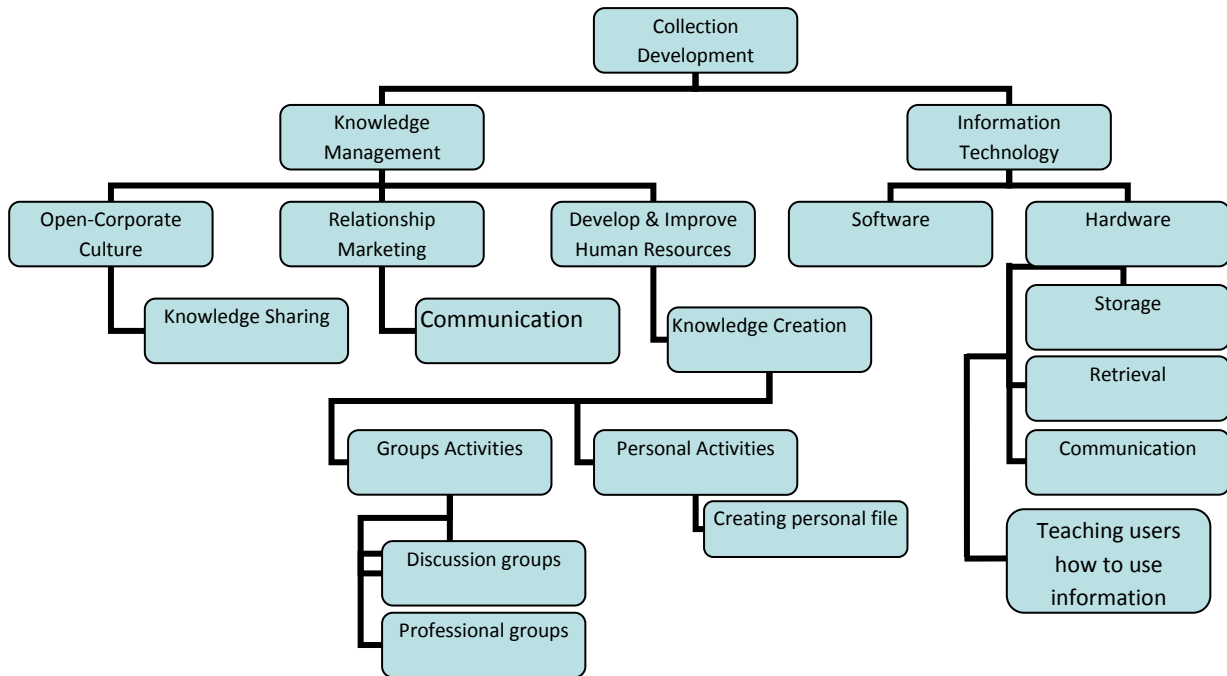 Collection
Development
Knowledge
Management
Information
Technology
Open-Corporate
Culture
Relationship
Marketing
Develop & Improve
Human Resources
Software
Hardware
Knowledge Sharing
Communication
Knowledge Creation
Storage
Retrieval
Communication
Groups Activities
Personal Activities
Creating personal file
Discussion groups
Professional groups
Teaching users
how to use
information